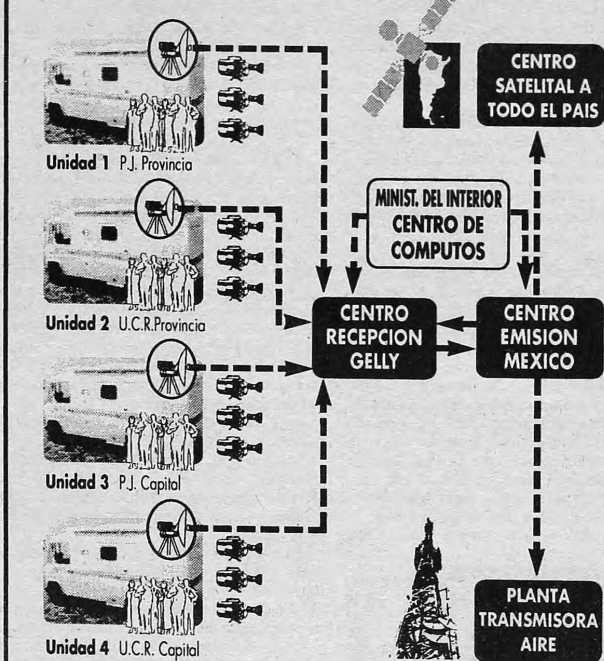 Unidad 1 P.J. Provincia
Unidad 2 U.C.R.Provincia
Unidad 3 P.J. Capital
Unidad 4 U.C.R. Capital
CENTRO
SATELITAL A
TODO EL PAIS
MINIST. DEL INTERIOR
CENTRO DE
COMPUTOS
CENTRO
RECEPCION
GELLY
CENTRO
EMISION
MEXICO
PLANTA
TRANSMISORA
AIRE